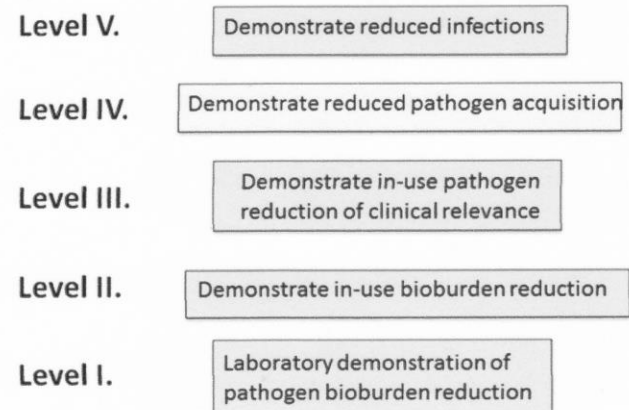 Level V.
Demonstrate reduced infections
Level IV.
Demonstrate reduced pathogen acquisition
Level III.
Demonstrate in-use pathogen
reduction of clinical relevance
Level II.
Demonstrate in-use bioburden reduction
Level I.
Laboratory demonstration of
pathogen bioburden reduction